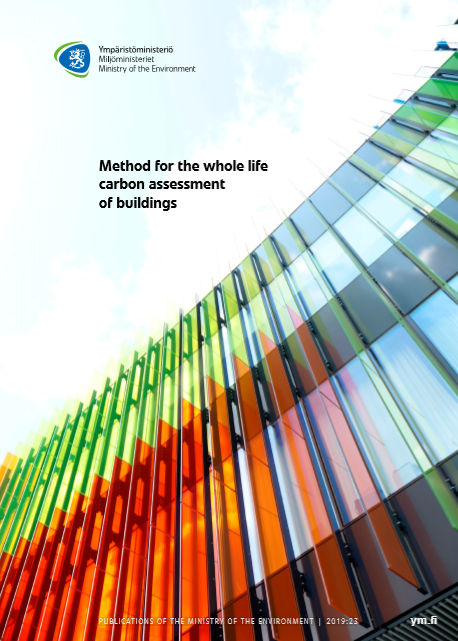 Ympäristöministeriö
Miljöministeriet
Ministry of the Environment
Method for the whole life
carbon assessment
of buildings
PUBLICATIONS OF THE MINISTRY OF THE ENVIRONMENT | 2019:23
ym.fi